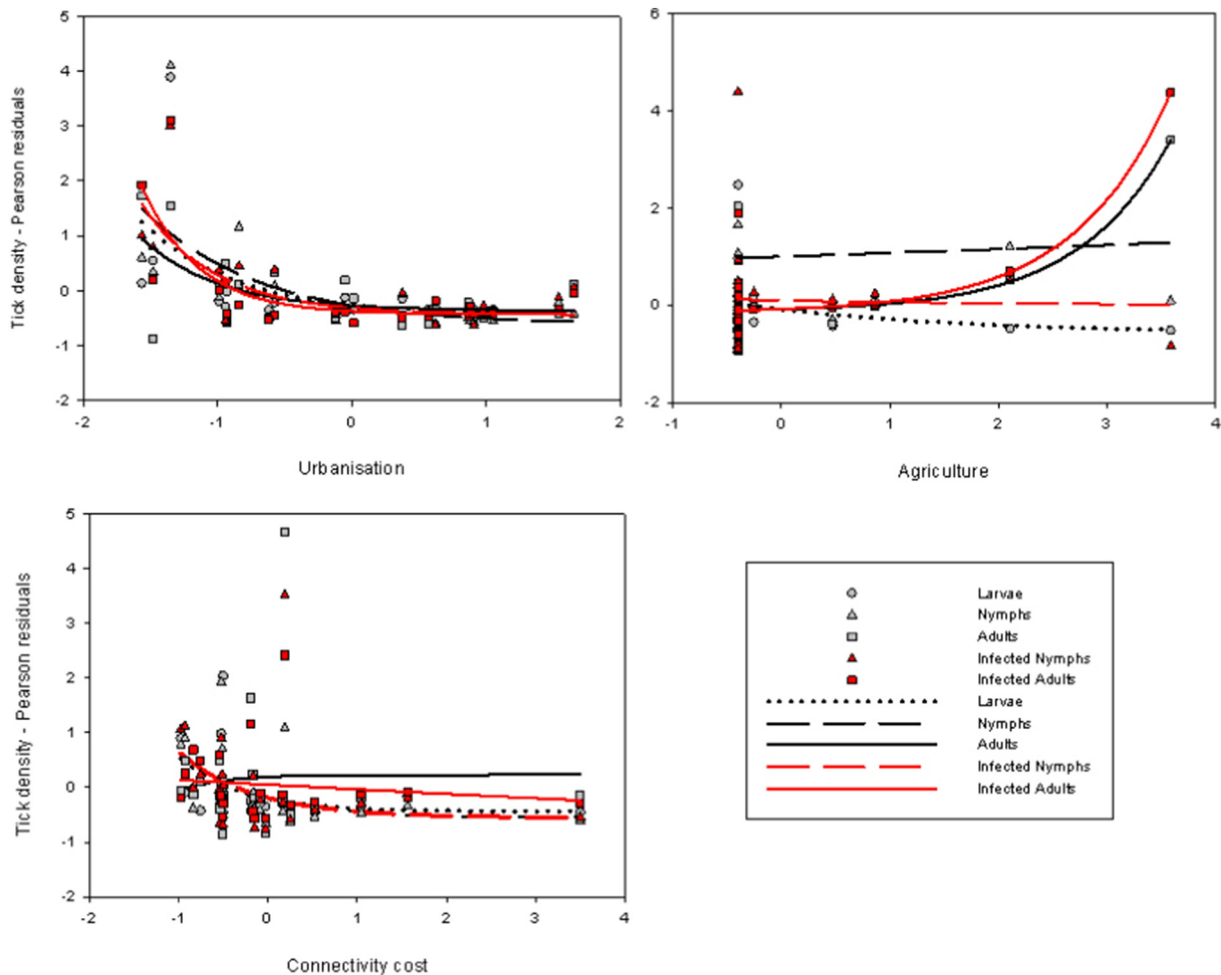 5
4
3
2
1
0
-1
-2
-2
-1
0
1
2
Tick density - Pearson residuals
Urbanisation
6
4
2
0
-2
-1
0
1
2
3
4
Agriculture
5
4
3
2
1
0
-1
-2
-2
-1
0
1
2
3
4
Tick density - Pearson residuals
Connectivity cost
Larvae
Nymphs
Adults
Infected Nymphs
Infected Adults
Larvae
Nymphs
Adults
Infected Nymphs
Infected Adults